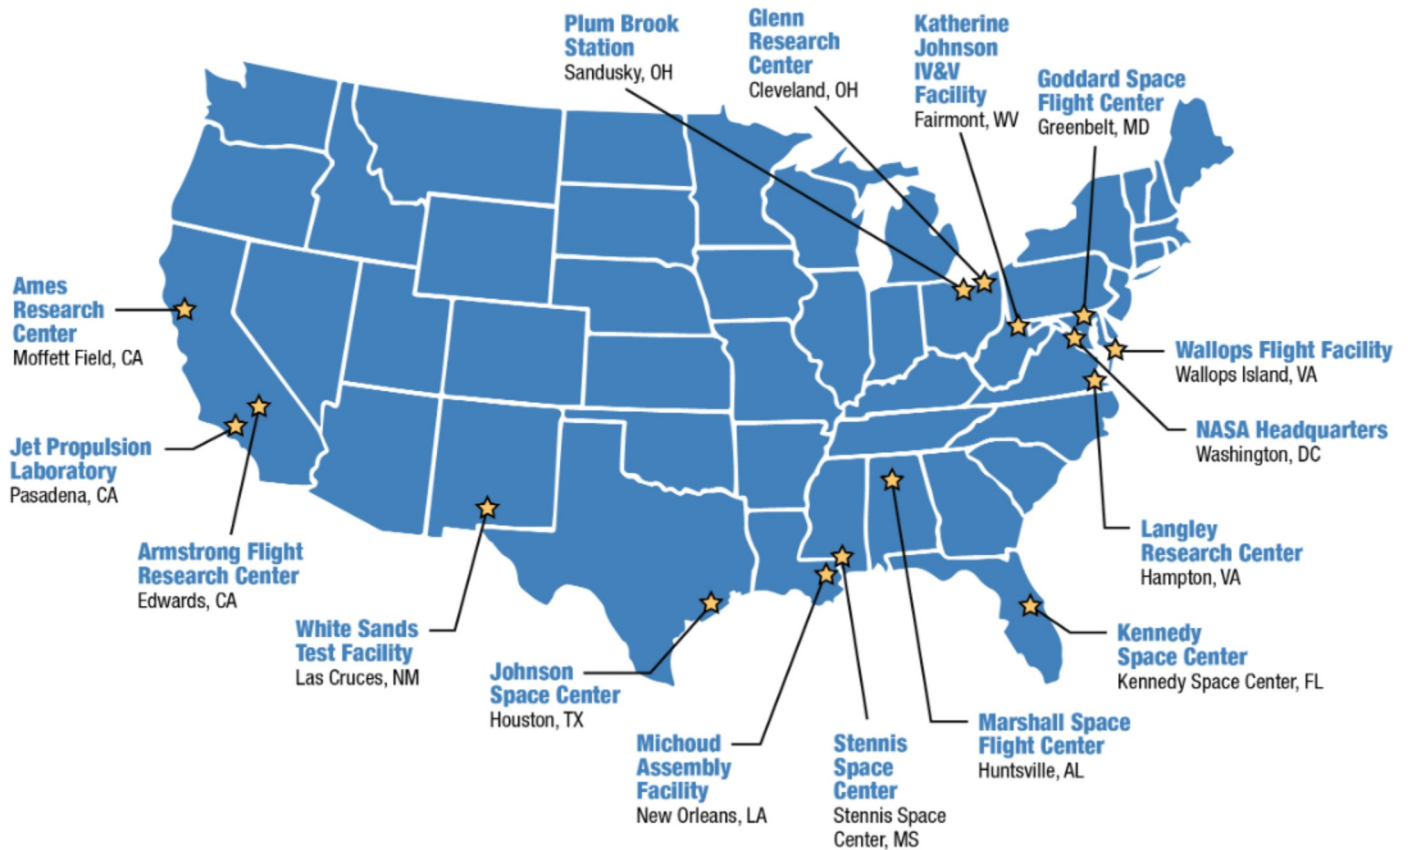 Plum Brook
Station
Sandusky, OH
Glenn
Research
Center
Cleveland, OH
Katherine
Johnson
IV&V
Facility
Fairmont, WV
Goddard Space
Flight Center
Greenbelt, MD
Ames
Research
Center
Moffett Field, CA
Wallops Flight Facility
Wallops Island, VA
NASA Headquarters
Washington, DC
Jet Propulsion
Laboratory
Pasadena, CA
Langley
Research Center
Hampton, VA
Armstrong Flight
Research Center
Edwards, CA
White Sands
Test Facility
Las Cruces, NM
Kennedy
Space Center
Kennedy Space Center, FL
Johnson
Space Center
Houston, TX
Marshall Space
Flight Center
Huntsville, AL
Michoud
Assembly
Facility
New Orleans, LA
Stennis
Space
Center
Stennis Space
Center, MS